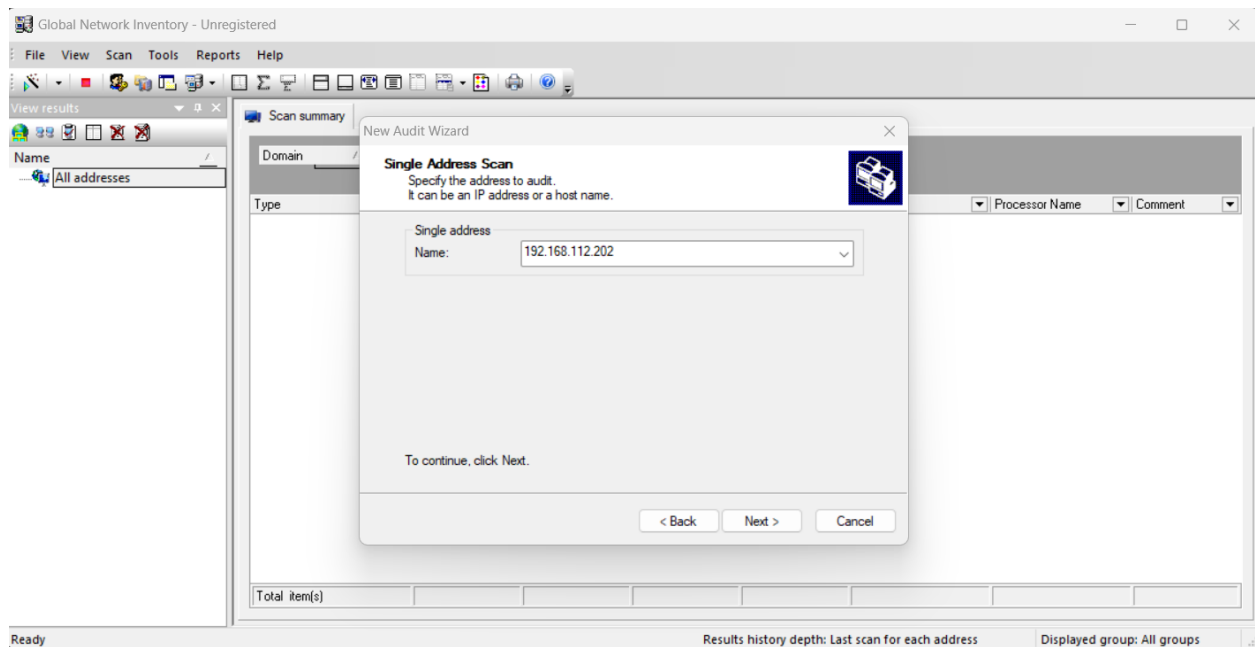 Global Network Inventory - Unregistered
File View Scan Tools Reports Help
View results
Name
All addresses
Scan summary
Domain
Type
Processor Name
Comment
New Audit Wizard
Single Address Scan
Specify the address to audit.
It can be an IP address or a host name.
Single address
Name:
192.168.112.202
To continue, click Next.
< Back
Next >
Cancel
Total item(s)
Ready
Results history depth: Last scan for each address
Displayed group: All groups